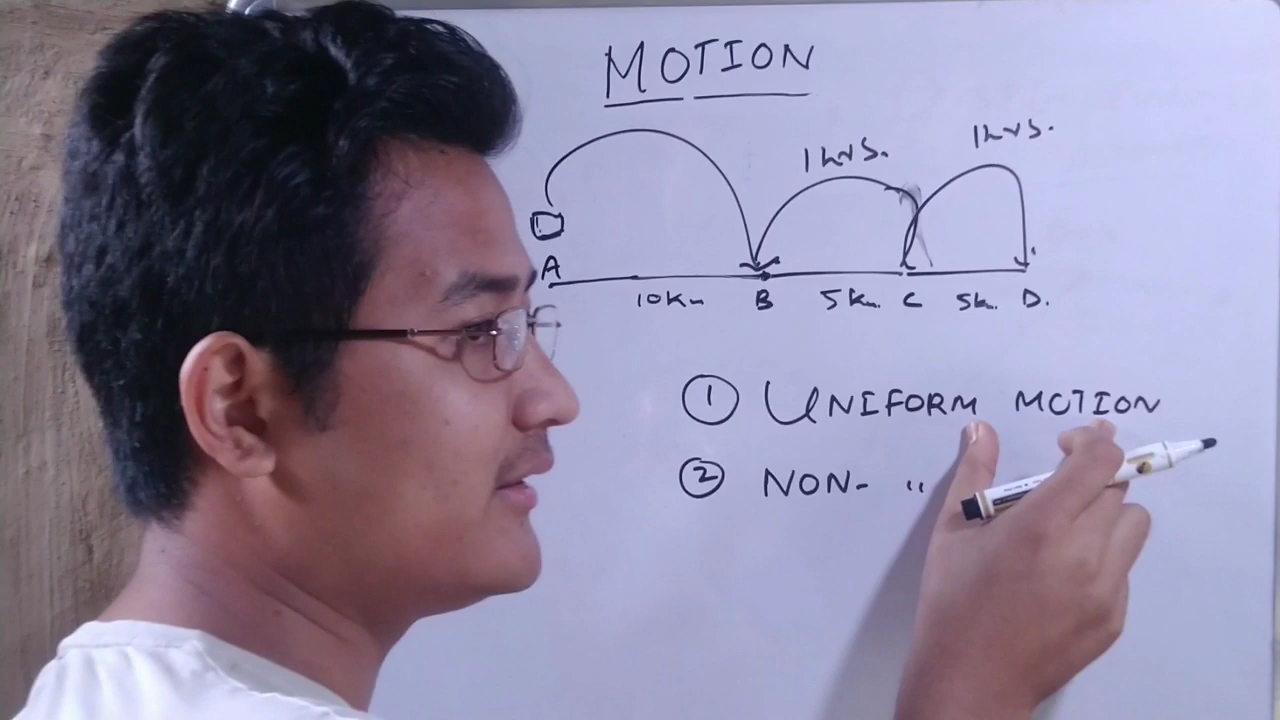 MOTION
1hrs. 1hrs.
A
10Km B 5km. C 5k. D.
① UNIFORM MOTION
② NON- "